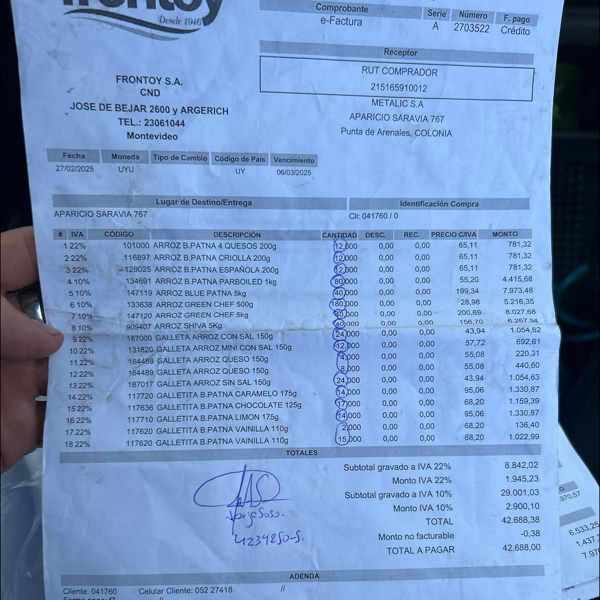 frontoy
Desde 1946
Comprobante Serie Número F. pago
e-Factura A 2703522 Crédito
Receptor
RUT COMPRADOR
215165910012
FRONTOY S.A.
CND
JOSE DE BEJAR 2600 y ARGERICH
TEL.: 23061044
Montevideo
METALIC S.A
APARICIO SARAVIA 767
Punta de Arenales, COLONIA
Fecha Moneda Tipo de Cambio Código de País Vencimiento
27/02/2025 UYU UY 06/03/2025
Lugar de Destino/Entrega Identificación Compra
APARICIO SARAVIA 767 Cli: 041760 / 0
# IVA CÓDIGO DESCRIPCIÓN CANTIDAD DESC. REC. PRECIO C/IVA MONTO
1 22% 101000 ARROZ B.PATNA 4 QUESOS 200g 12,000 0,00 0,00 65,11 781,32
2 22% 116897 ARROZ B.PATNA CRIOLLA 200g 12,000 0,00 0,00 65,11 781,32
3 22% 128025 ARROZ B.PATNA ESPAÑOLA 200g 12,000 0,00 0,00 65,11 781,32
4 10% 134691 ARROZ B.PATNA PARBOILED 1kg 80,000 0,00 0,00 55,20 4.415,68
5 10% 147119 ARROZ BLUE PATNA 5kg 40,000 0,00 0,00 199,34 7.973,48
6 10% 133638 ARROZ GREEN CHEF 500g 180,000 0,00 0,00 28,98 5.216,35
7 10% 147120 ARROZ GREEN CHEF 5kg 40,000 0,00 0,00 200,69 8.027,68
8 10% 909407 ARROZ SHIVA 5KG 40,000 0,00 0,00 156,70 6.267,94
9 22% 187000 GALLETA ARROZ CON SAL 150g 24,000 0,00 0,00 43,94 1.054,62
10 22% 131820 GALLETA ARROZ MINI CON SAL 150g 12,000 0,00 0,00 57,72 692,61
11 22% 164489 GALLETA ARROZ QUESO 150g 4,000 0,00 0,00 55,08 220,31
12 22% 164489 GALLETA ARROZ QUESO 150g 8,000 0,00 0,00 55,08 440,60
13 22% 187017 GALLETA ARROZ SIN SAL 150g 24,000 0,00 0,00 43,94 1.054,63
14 22% 117720 GALLETITA B.PATNA CARAMELO 175g 14,000 0,00 0,00 95,06 1.330,87
15 22% 117636 GALLETITA B.PATNA CHOCOLATE 125g 17,000 0,00 0,00 68,20 1.159,39
16 22% 117710 GALLETITA B.PATNA LIMON 175g 14,000 0,00 0,00 95,06 1.330,87
17 22% 117620 GALLETITA B.PATNA VAINILLA 110g 2,000 0,00 0,00 68,20 136,40
18 22% 117620 GALLETITA B.PATNA VAINILLA 110g 15,000 0,00 0,00 68,20 1.022,99
TOTALES
Subtotal gravado a IVA 22% 8.842,02
Monto IVA 22% 1.945,23
Subtotal gravado a IVA 10% 29.001,03
Monto IVA 10% 2.900,10
TOTAL 42.688,38
Monto no facturable -0,38
TOTAL A PAGAR 42.688,00
ADENDA
Cliente: 041760 Celular Cliente: 052 27418 //